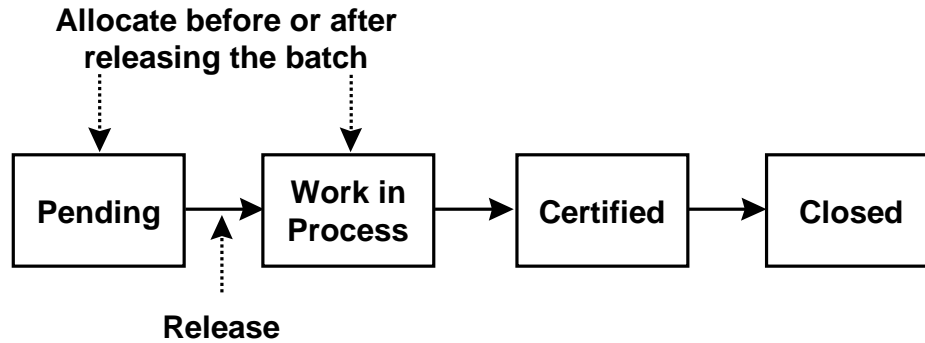 Allocate before or after
releasing the batch
Pending
Work in
Process
Certified
Closed
Release